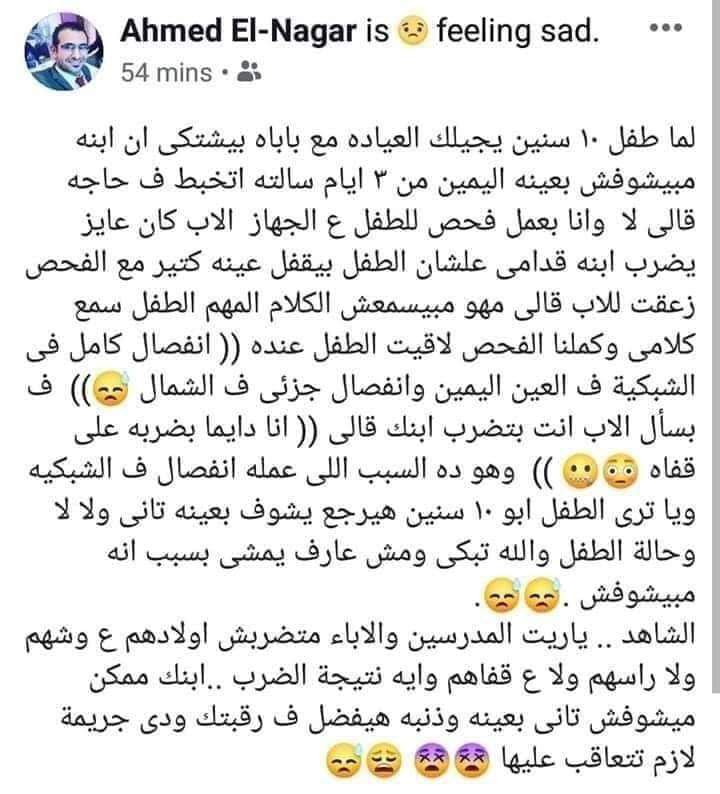 Ahmed El-Nagar is 😟 feeling sad.
54 mins ·
لما طفل ١٠ سنين يجيلك العياده مع باباه بيشتكى ان ابنه
مبيشوفش بعينه اليمين من ٣ ايام سالته اتخبط ف حاجه
قالى لا وانا بعمل فحص للطفل ع الجهاز الاب كان عايز
يضرب ابنه قدامى علشان الطفل بيقفل عينه كتير مع الفحص
زعقت للاب قالى مهو مبيسمعش الكلام المهم الطفل سمع
كلامى وكملنا الفحص لاقيت الطفل عنده (( انفصال كامل فى
الشبكية ف العين اليمين وانفصال جزئى ف الشمال 😓)) ف
بسأل الاب انت بتضرب ابنك قالى (( انا دايما بضربه على
قفاه 😳🤐 )) وهو ده السبب اللى عمله انفصال ف الشبكيه
ويا ترى الطفل ابو ١٠ سنين هيرجع يشوف بعينه تانى ولا لا
وحالة الطفل والله تبكى ومش عارف يمشى بسبب انه
مبيشوفش .😓😓.
الشاهد .. ياريت المدرسين والاباء متضربش اولادهم ع وشهم
ولا راسهم ولا ع قفاهم وايه نتيجة الضرب ..ابنك ممكن
ميشوفش تانى بعينه وذنبه هيفضل ف رقبتك ودى جريمة
لازم تتعاقب عليها 😵😵😩😓